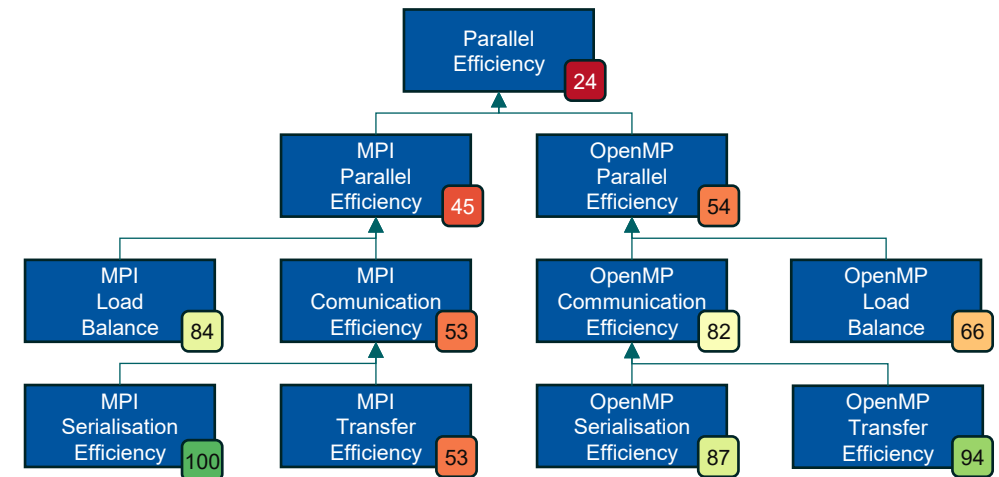 Parallel
Efficiency
24
MPI
Parallel
Efficiency
45
OpenMP
Parallel
Efficiency
54
MPI
Load
Balance
84
MPI
Comunication
Efficiency
53
OpenMP
Communication
Efficiency
82
OpenMP
Load
Balance
66
MPI
Serialisation
Efficiency
100
MPI
Transfer
Efficiency
53
OpenMP
Serialisation
Efficiency
87
OpenMP
Transfer
Efficiency
94